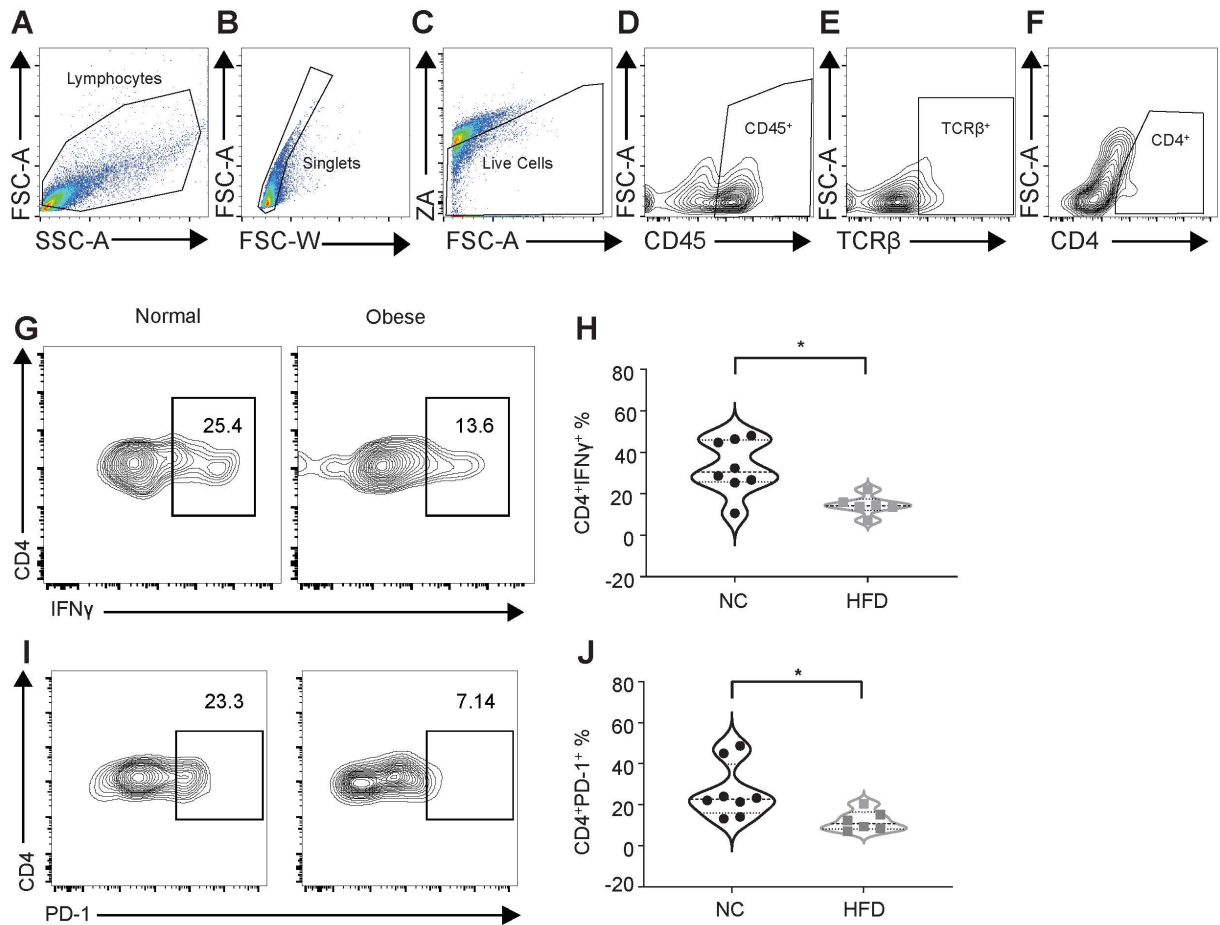 A
B
C
D
E
F
Lymphocytes
Singlets
Live Cells
CD45⁺
TCRβ⁺
CD4⁺
FSC-A
FSC-A
ZA
FSC-A
FSC-A
FSC-A
SSC-A
FSC-W
FSC-A
CD45
TCRβ
CD4
G
Normal
Obese
25.4
13.6
CD4
IFNγ
H
*
CD4⁺IFNγ⁺ %
80
60
40
20
0
-20
NC
HFD
I
23.3
7.14
CD4
PD-1
J
*
CD4⁺PD-1⁺ %
80
60
40
20
0
-20
NC
HFD